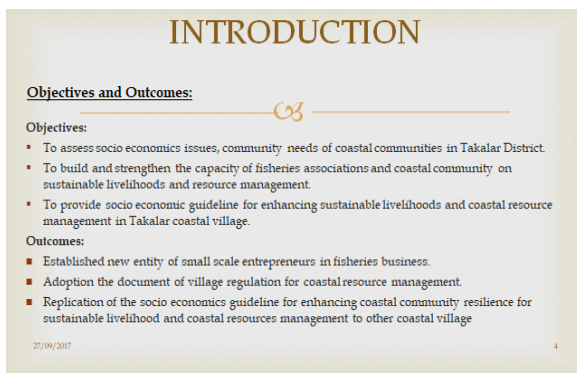 INTRODUCTION
Objectives and Outcomes:
Objectives:
▪ To assess socio economics issues, community needs of coastal communities in Takalar District.
▪ To build and strengthen the capacity of fisheries associations and coastal community on
sustainable livelihoods and resource management.
▪ To provide socio economic guideline for enhancing sustainable livelihoods and coastal resource
management in Takalar coastal village.
Outcomes:
■ Established new entity of small scale entrepreneurs in fisheries business.
■ Adoption the document of village regulation for coastal resource management.
■ Replication of the socio economics guideline for enhancing coastal community resilience for
sustainable livelihood and coastal resources management to other coastal village
27/09/2017
4